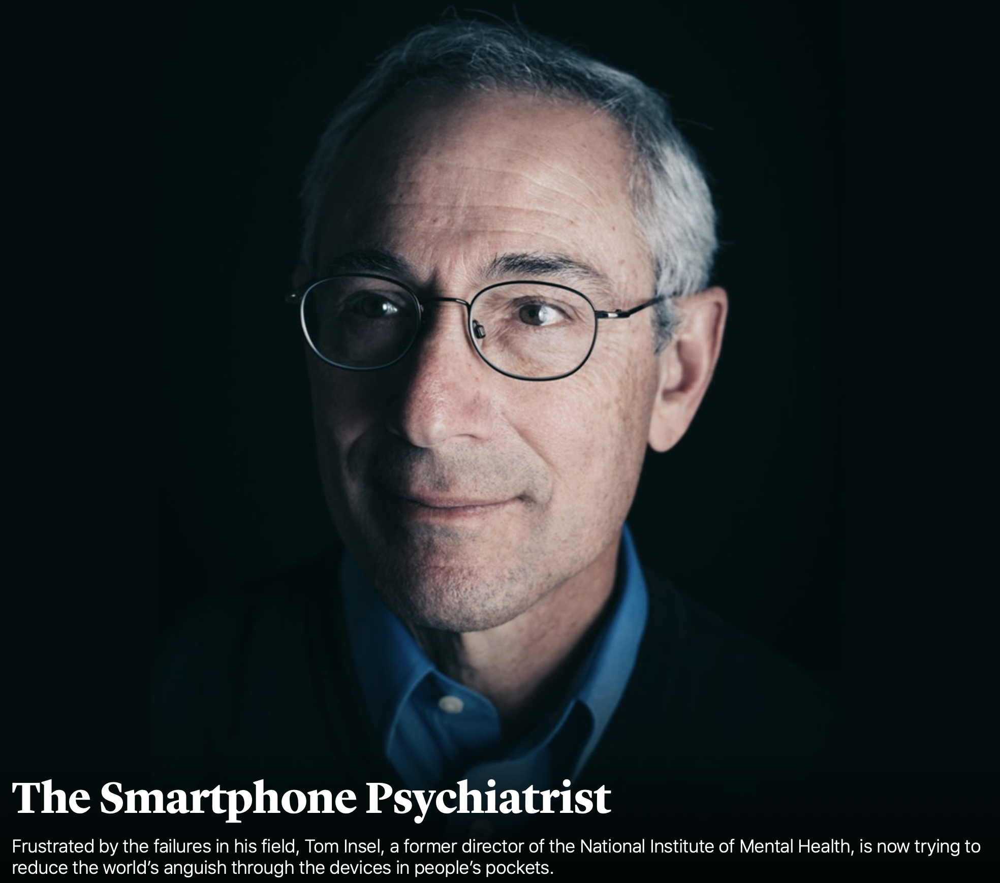 The Smartphone Psychiatrist
Frustrated by the failures in his field, Tom Insel, a former director of the National Institute of Mental Health, is now trying to
reduce the world’s anguish through the devices in people’s pockets.